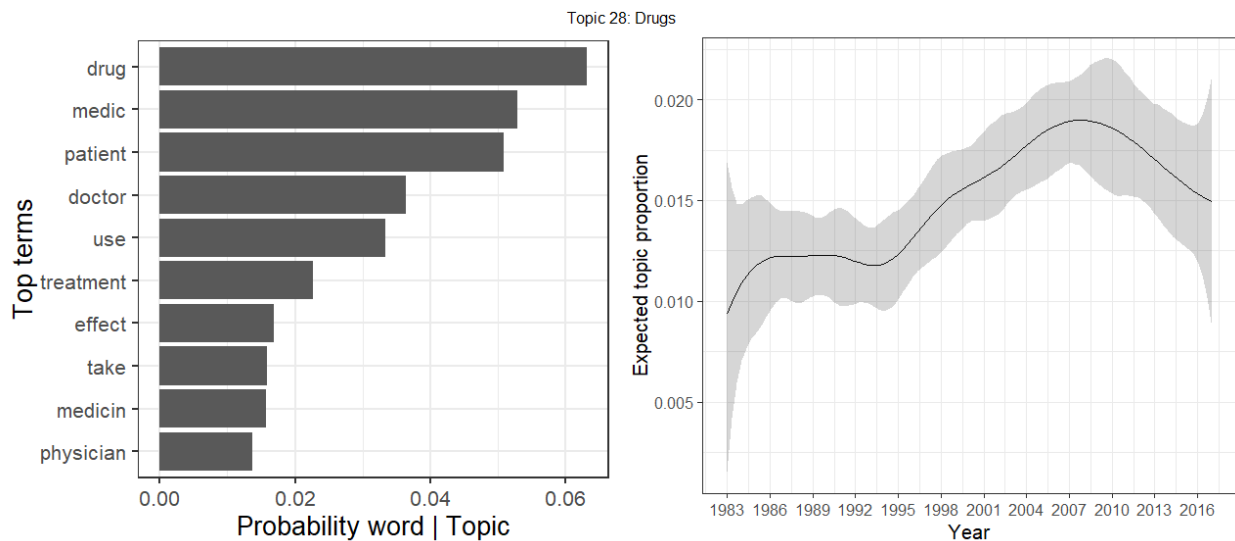 Topic 28: Drugs
Top terms
drug
medic
patient
doctor
use
treatment
effect
take
medicin
physician
0.00 0.02 0.04 0.06
Probability word | Topic
Expected topic proportion
0.020
0.015
0.010
0.005
1983 1986 1989 1992 1995 1998 2001 2004 2007 2010 2013 2016
Year